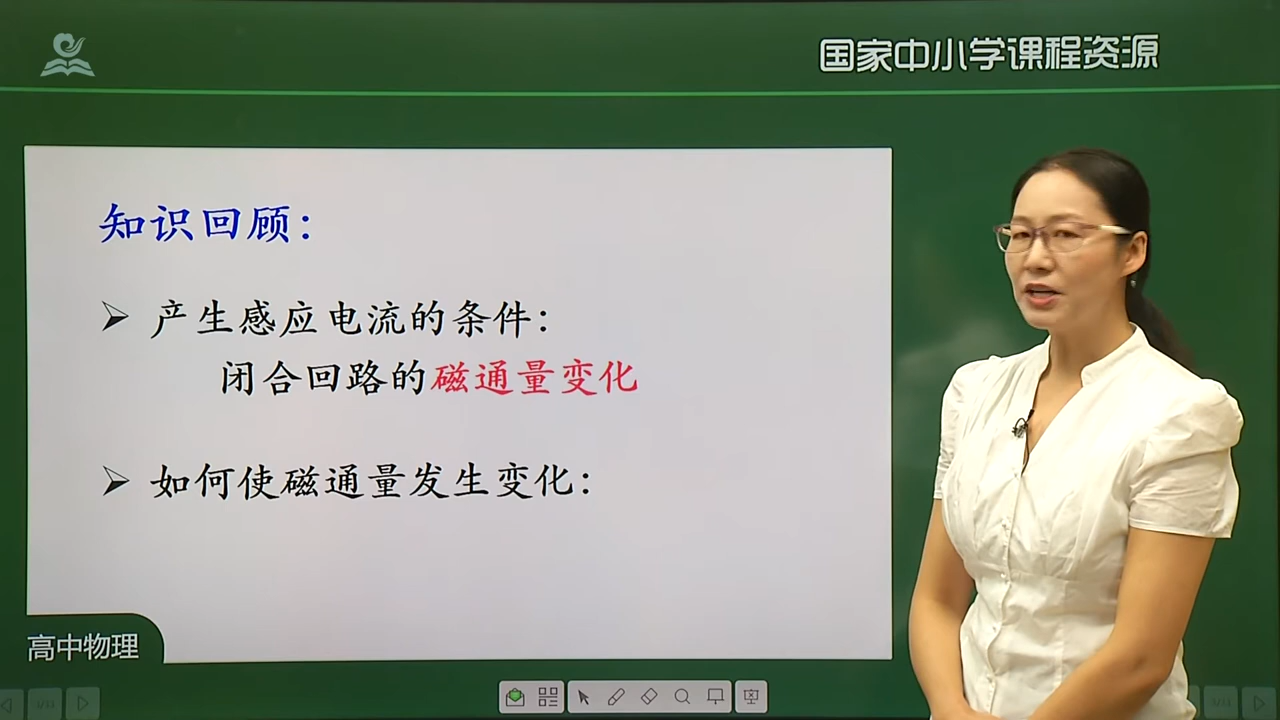 国家中小学课程资源
知识回顾：
产生感应电流的条件：
闭合回路的磁通量变化
如何使磁通量发生变化：
高中物理